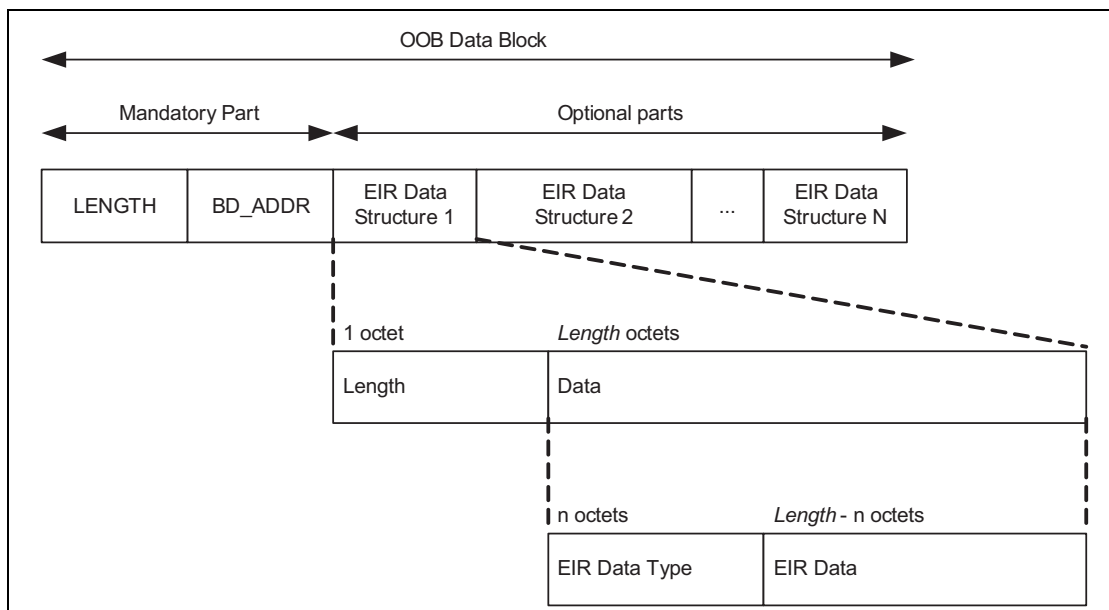 OOB Data Block
Mandatory Part
Optional parts
LENGTH
BD_ADDR
EIR Data
Structure 1
EIR Data
Structure 2
...
EIR Data
Structure N
1 octet
Length octets
Length
Data
n octets
Length - n octets
EIR Data Type
EIR Data